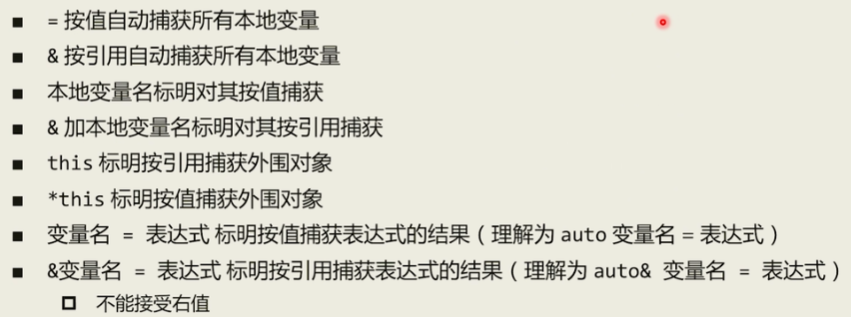 = 按值自动捕获所有本地变量
& 按引用自动捕获所有本地变量
本地变量名标明对其按值捕获
& 加本地变量名标明对其按引用捕获
this 标明按引用捕获外围对象
*this 标明按值捕获外围对象
变量名 = 表达式 标明按值捕获表达式的结果（理解为 auto 变量名 = 表达式）
&变量名 = 表达式 标明按引用捕获表达式的结果（理解为 auto& 变量名 = 表达式）
不能接受右值